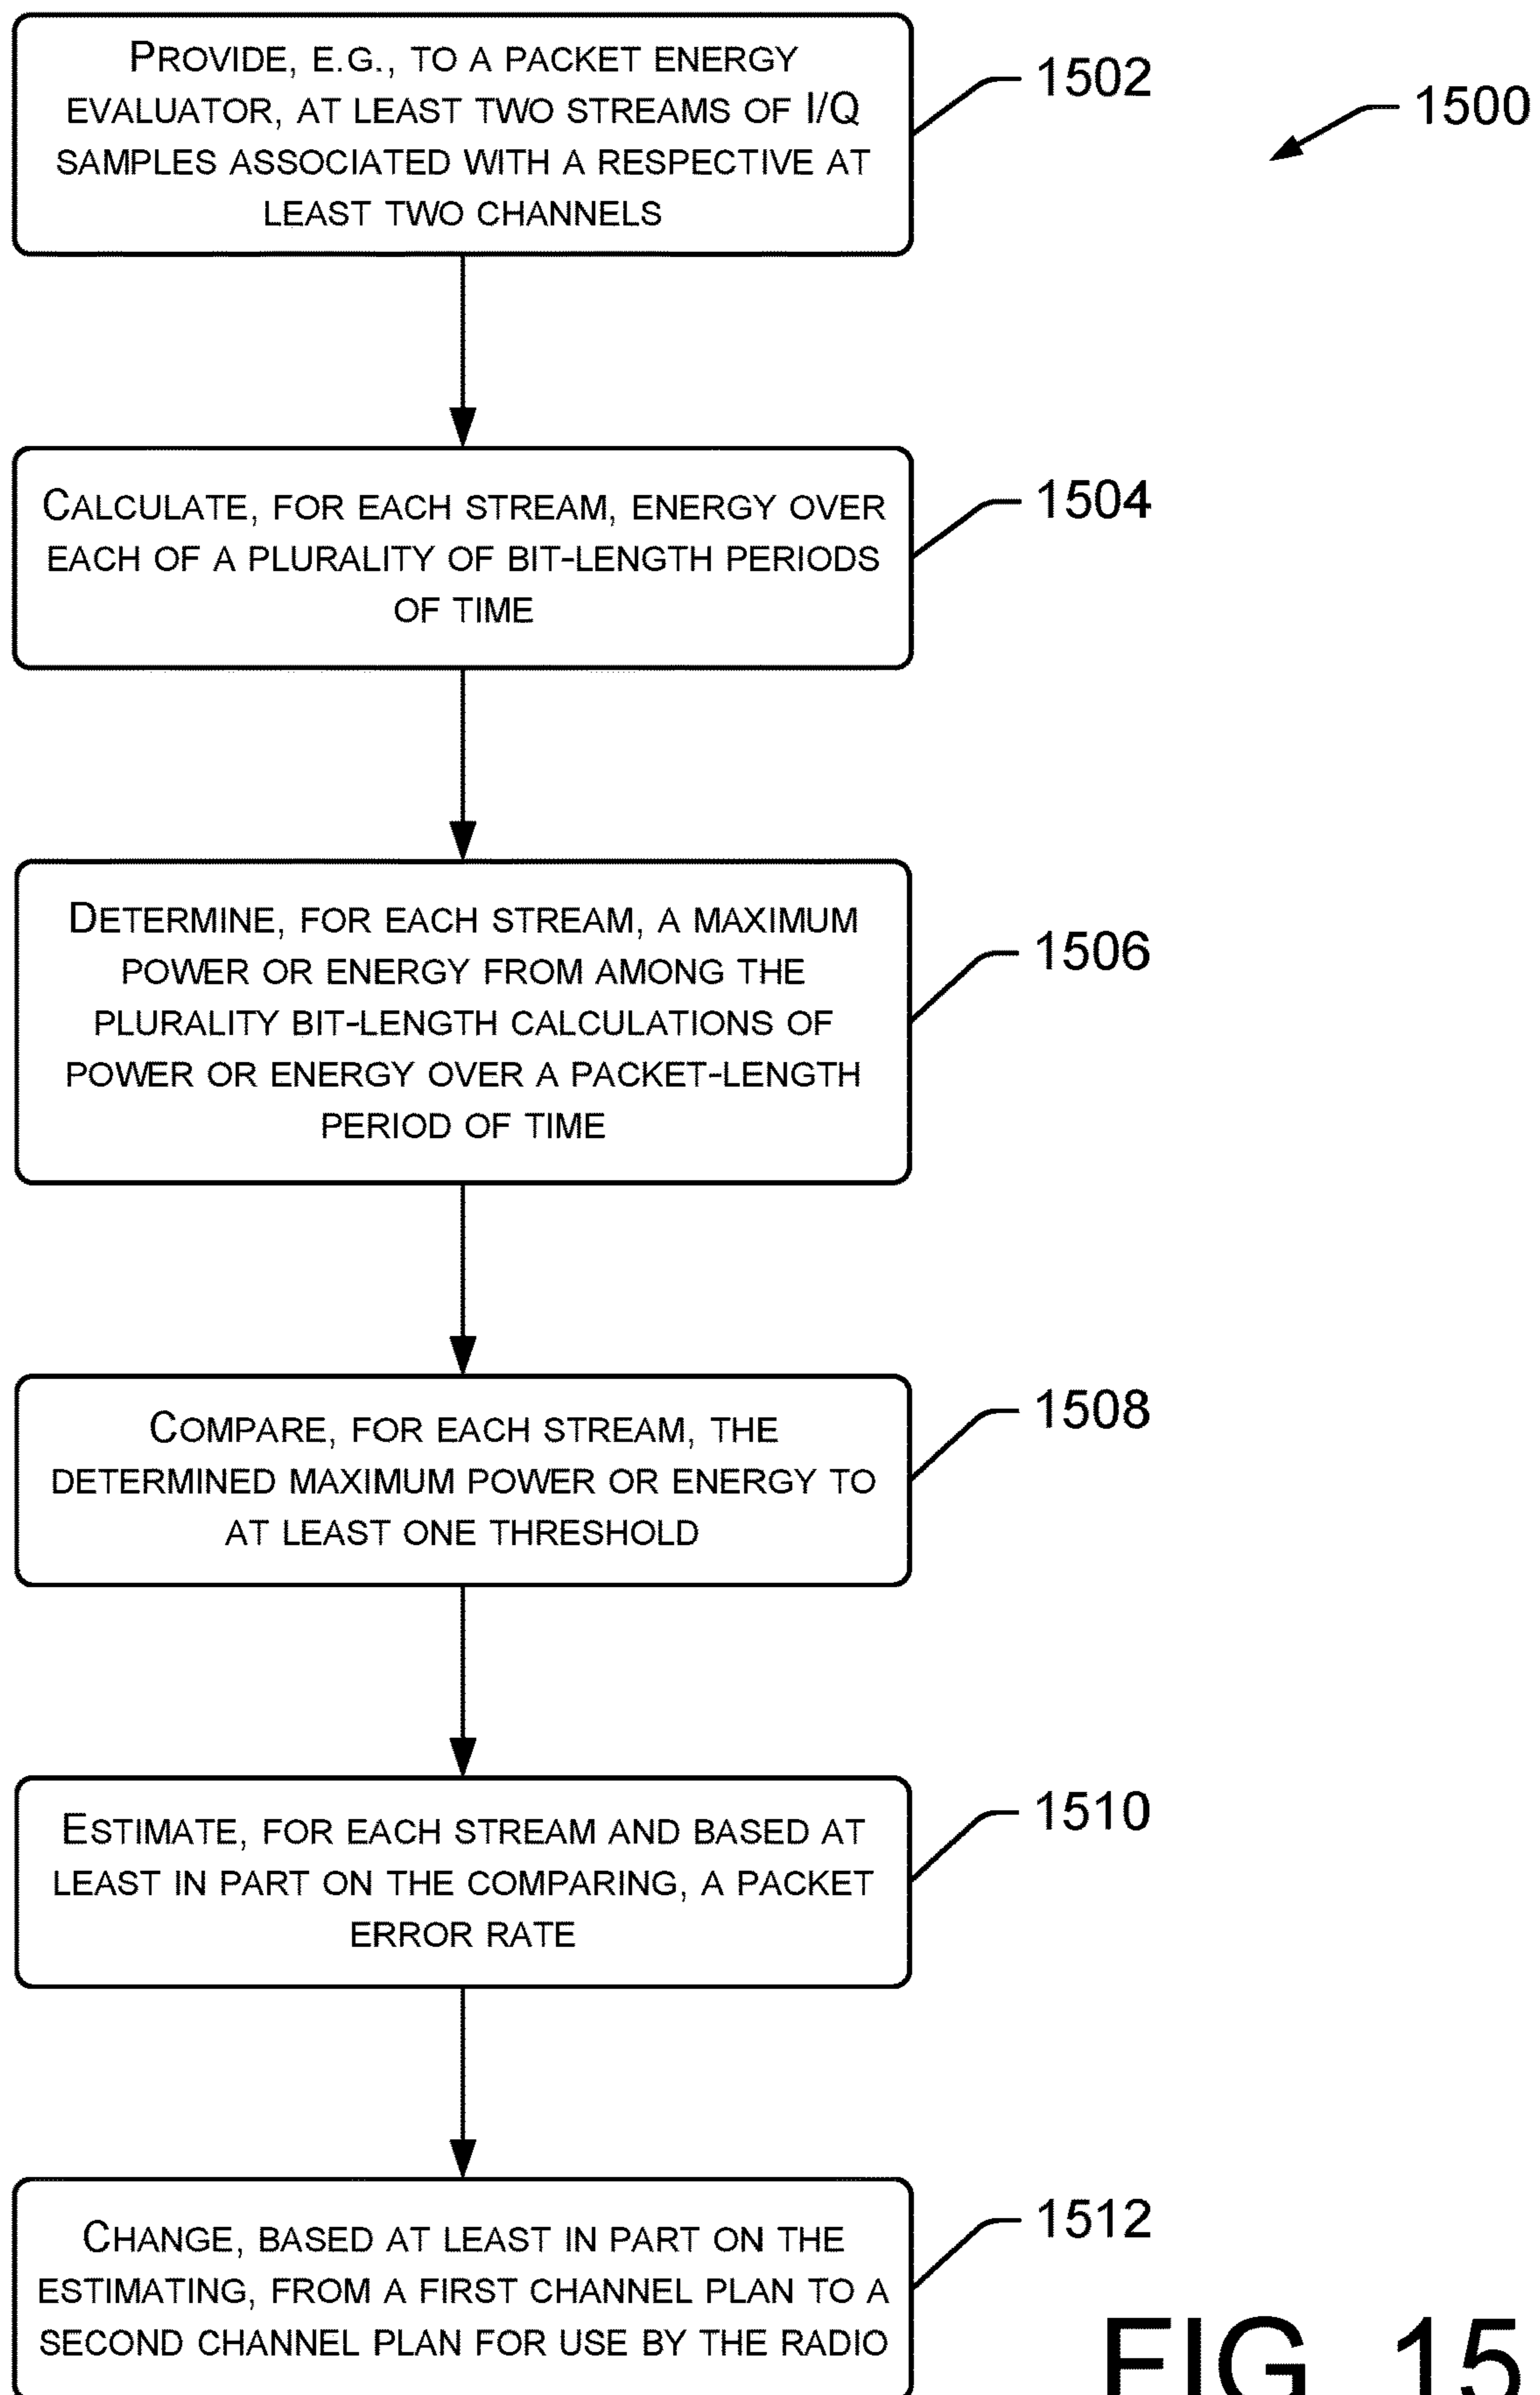 PROVIDE, E.G., TO A PACKET ENERGY
EVALUATOR, AT LEAST TWO STREAMS OF I/Q
SAMPLES ASSOCIATED WITH A RESPECTIVE AT
LEAST TWO CHANNELS
1502
1500
CALCULATE, FOR EACH STREAM, ENERGY OVER
EACH OF A PLURALITY OF BIT-LENGTH PERIODS
OF TIME
1504
DETERMINE, FOR EACH STREAM, A MAXIMUM
POWER OR ENERGY FROM AMONG THE
PLURALITY BIT-LENGTH CALCULATIONS OF
POWER OR ENERGY OVER A PACKET-LENGTH
PERIOD OF TIME
1506
COMPARE, FOR EACH STREAM, THE
DETERMINED MAXIMUM POWER OR ENERGY TO
AT LEAST ONE THRESHOLD
1508
ESTIMATE, FOR EACH STREAM AND BASED AT
LEAST IN PART ON THE COMPARING, A PACKET
ERROR RATE
1510
CHANGE, BASED AT LEAST IN PART ON THE
ESTIMATING, FROM A FIRST CHANNEL PLAN TO A
SECOND CHANNEL PLAN FOR USE BY THE RADIO
1512
FIG. 15